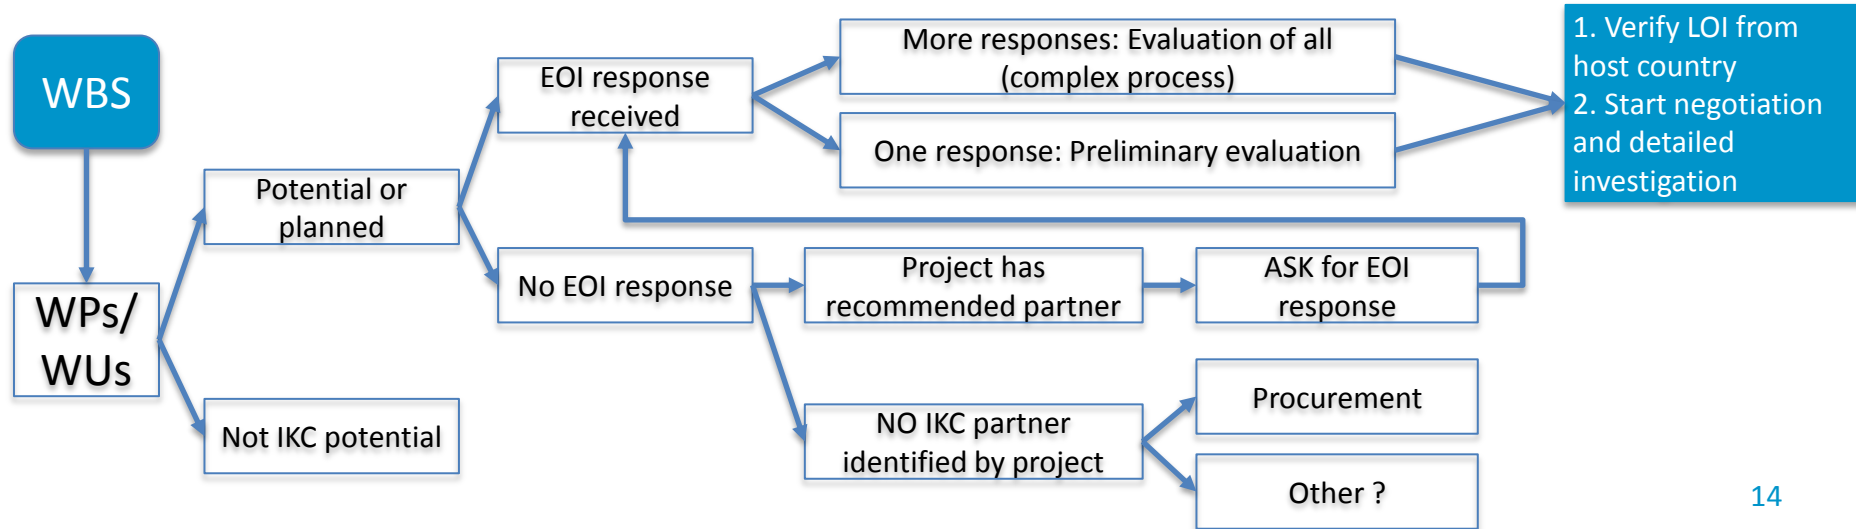 WBS
WPs/
WUs
Potential or
planned
Not IKC potential
EOI response
received
No EOI response
More responses: Evaluation of all
(complex process)
One response: Preliminary evaluation
Project has
recommended partner
ASK for EOI
response
NO IKC partner
identified by project
Procurement
Other ?
1. Verify LOI from
host country
2. Start negotiation
and detailed
investigation
14